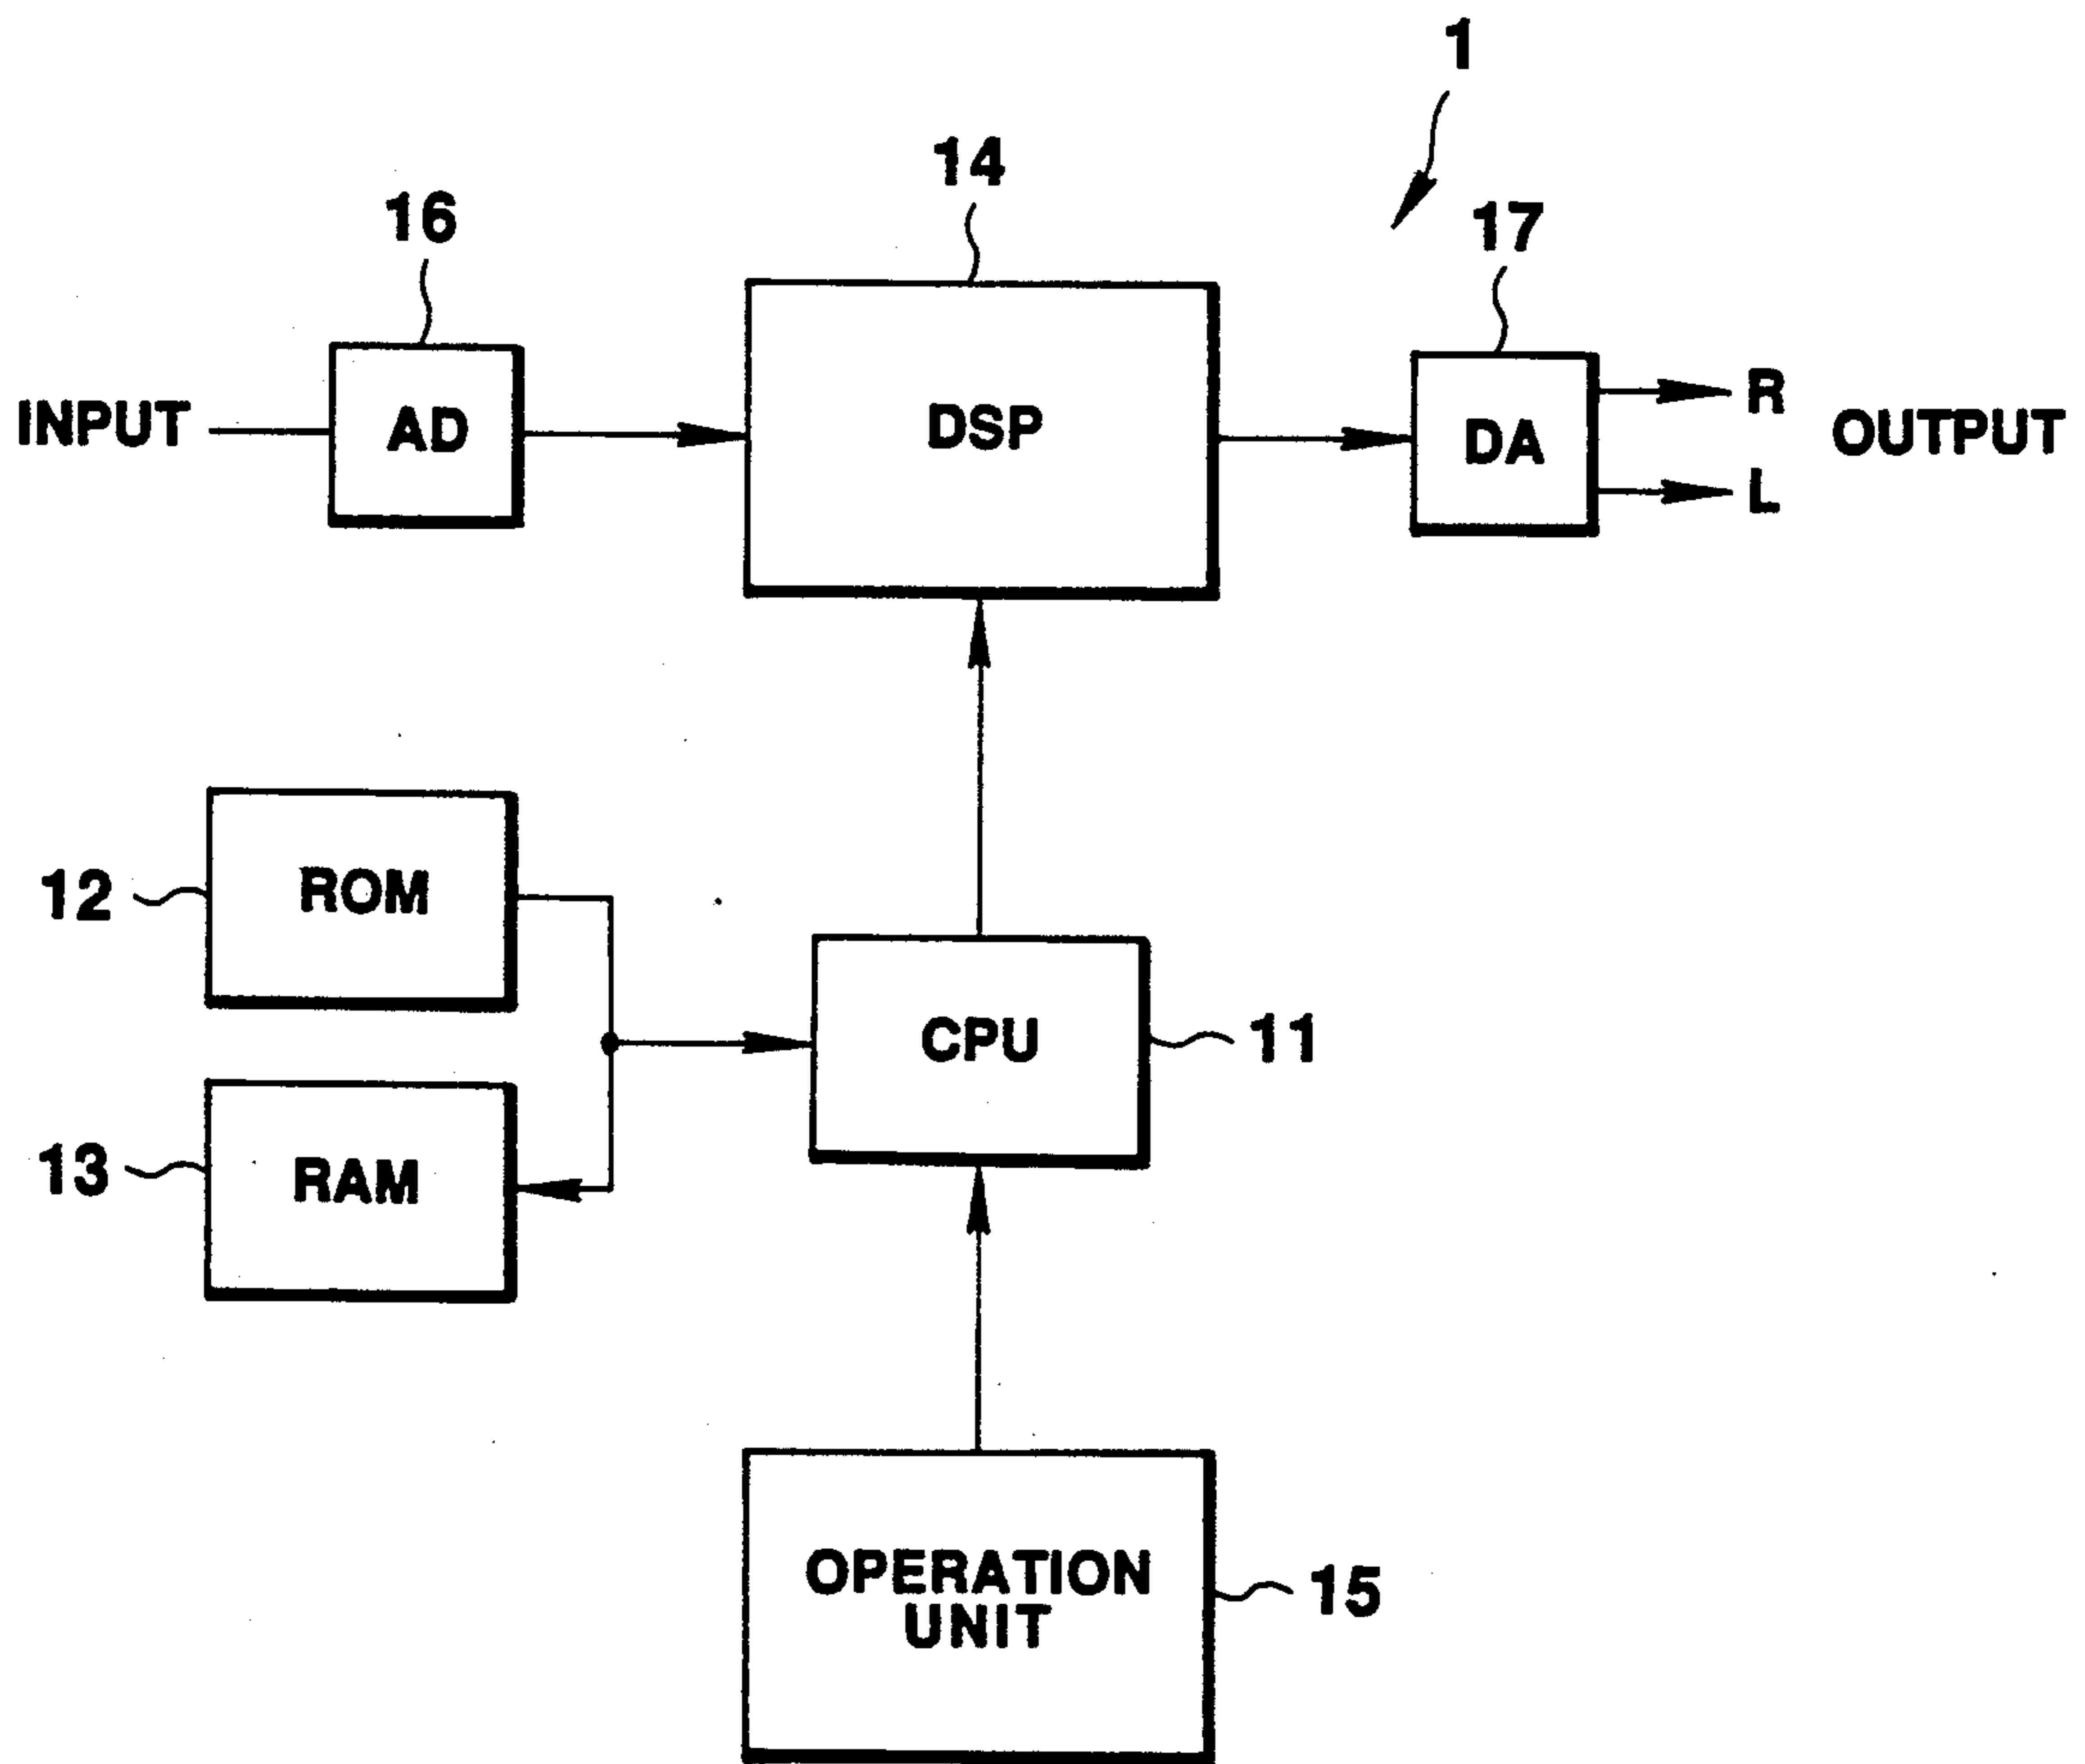 1
14
16
17
INPUT
AD
DSP
DA
R
L
OUTPUT
12
ROM
CPU
11
13
RAM
OPERATION
UNIT
15